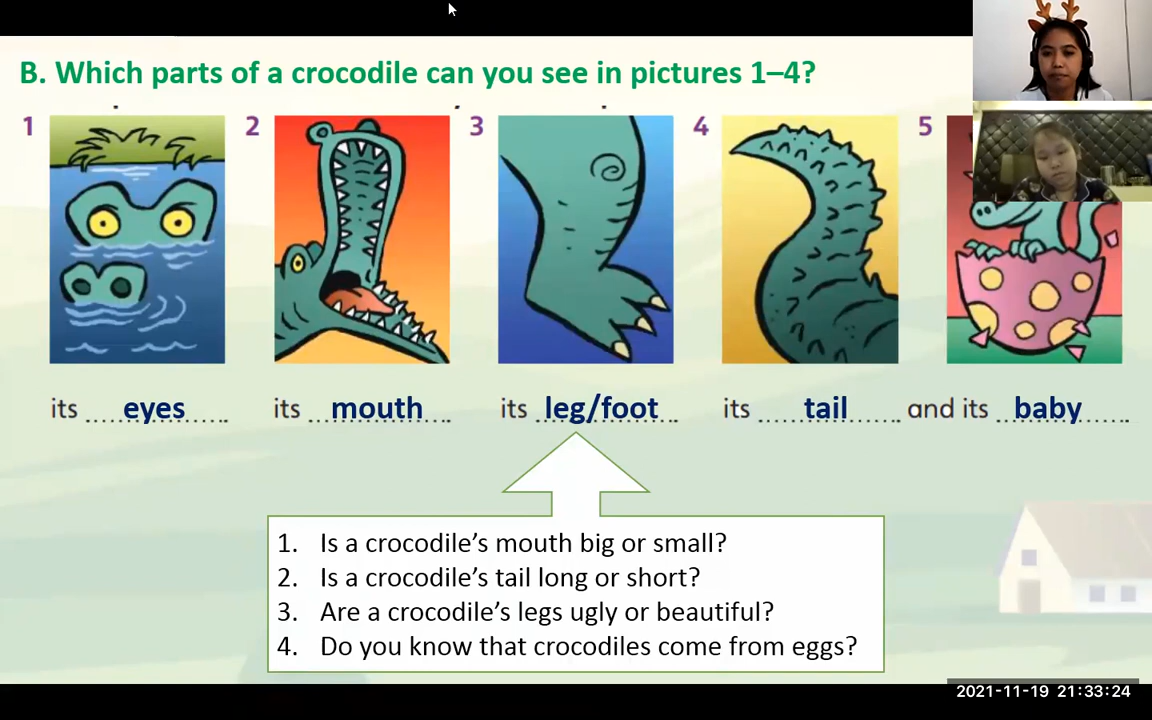 B. Which parts of a crocodile can you see in pictures 1–4?
1 2 3 4 5
its eyes its mouth its leg/foot its tail and its baby
1. Is a crocodile's mouth big or small?
2. Is a crocodile's tail long or short?
3. Are a crocodile's legs ugly or beautiful?
4. Do you know that crocodiles come from eggs?
2021-11-19 21:33:24